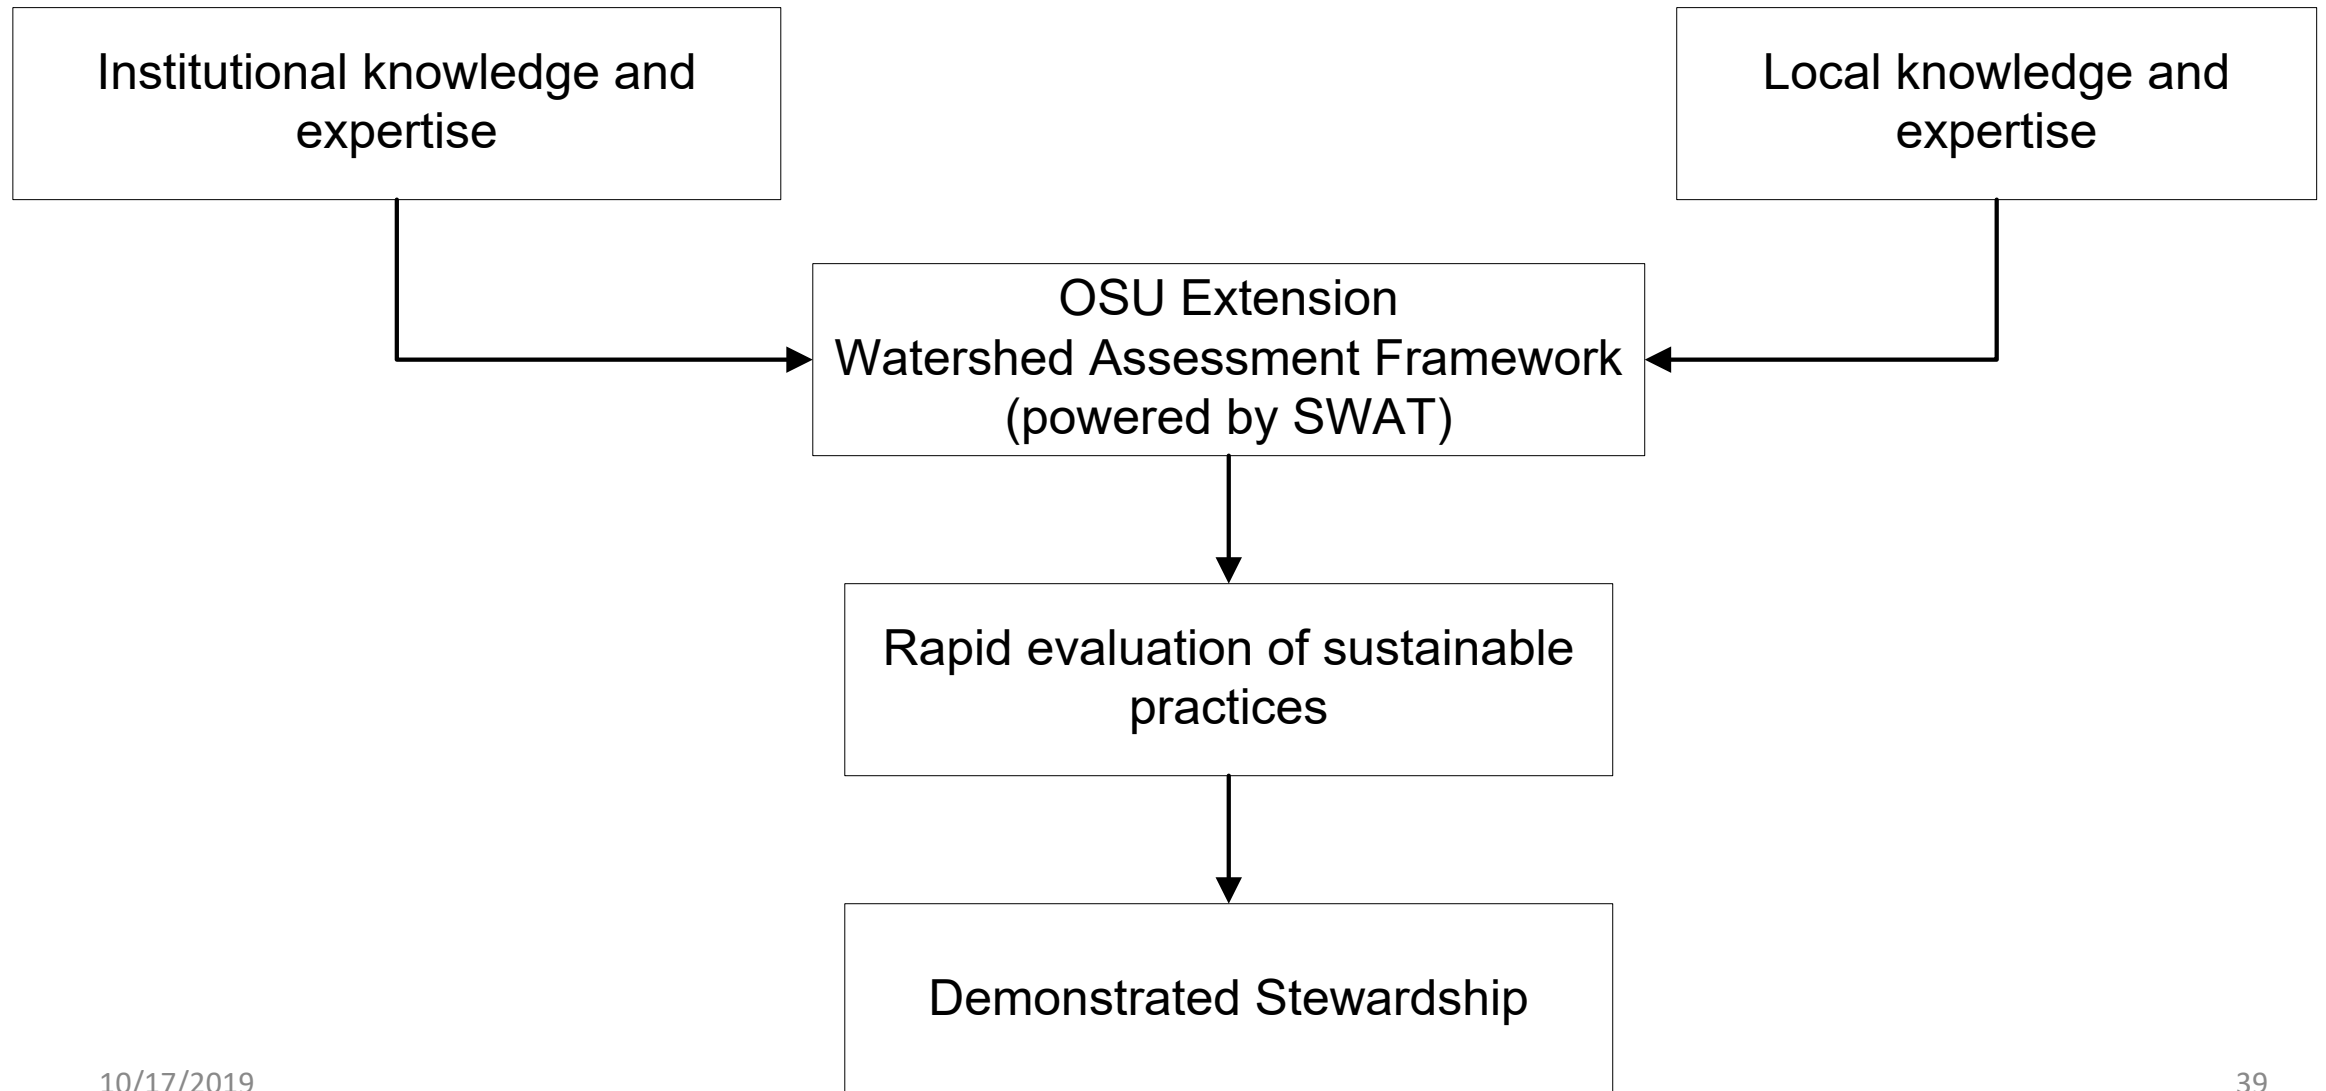 Institutional knowledge and
expertise
Local knowledge and
expertise
OSU Extension
Watershed Assessment Framework
(powered by SWAT)
Rapid evaluation of sustainable
practices
Demonstrated Stewardship
10/17/2019
39